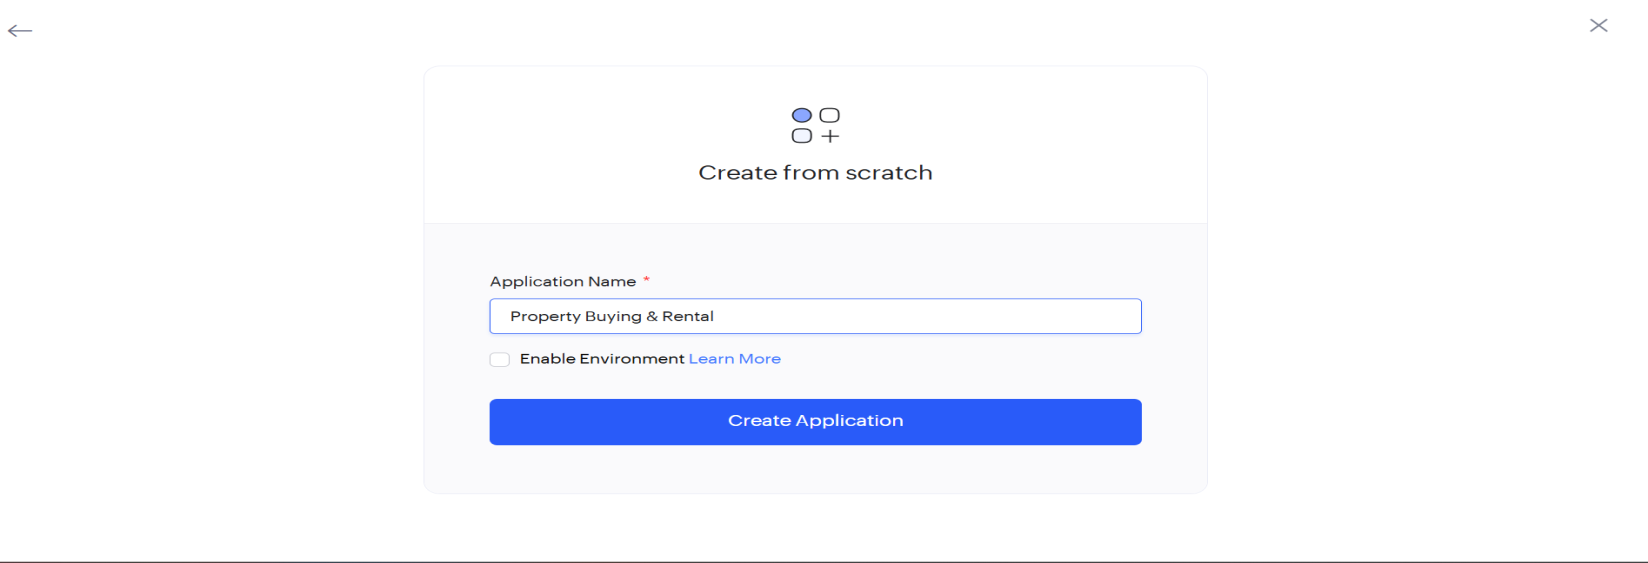 Create from scratch
Application Name *
Property Buying & Rental
Enable Environment Learn More
Create Application